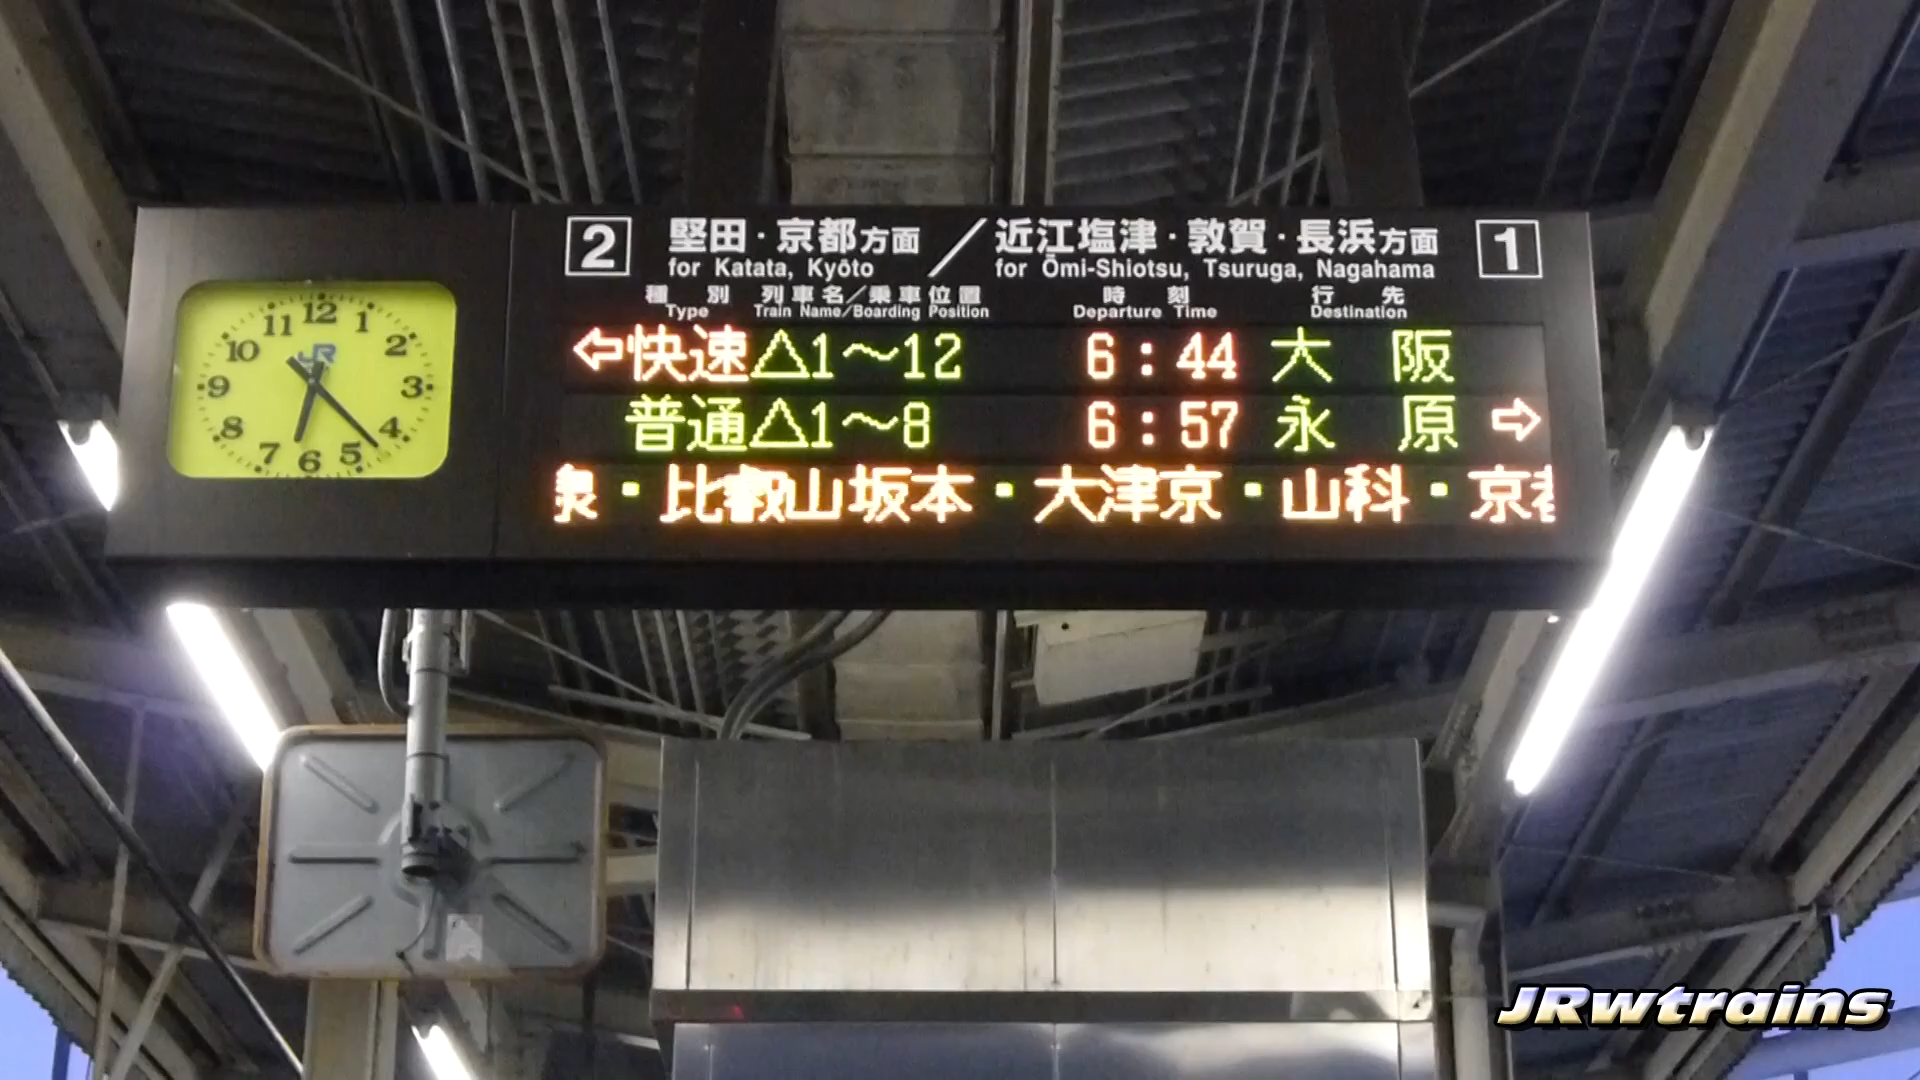 2 堅田・京都方面 ／ 近江塩津・敦賀・長浜方面 1
for Katata, Kyōto for Ōmi-Shiotsu, Tsuruga, Nagahama
種別 列車名／乗車位置 時刻 行先
Type Train Name/Boarding Position Departure Time Destination
⇦快速△1〜12 6:44 大阪
普通△1〜8 6:57 永原 ⇨
泉・比叡山坂本・大津京・山科・京都
12 1 2 3 4 5 6 7 8 9 10 11
JR
JRwtrains